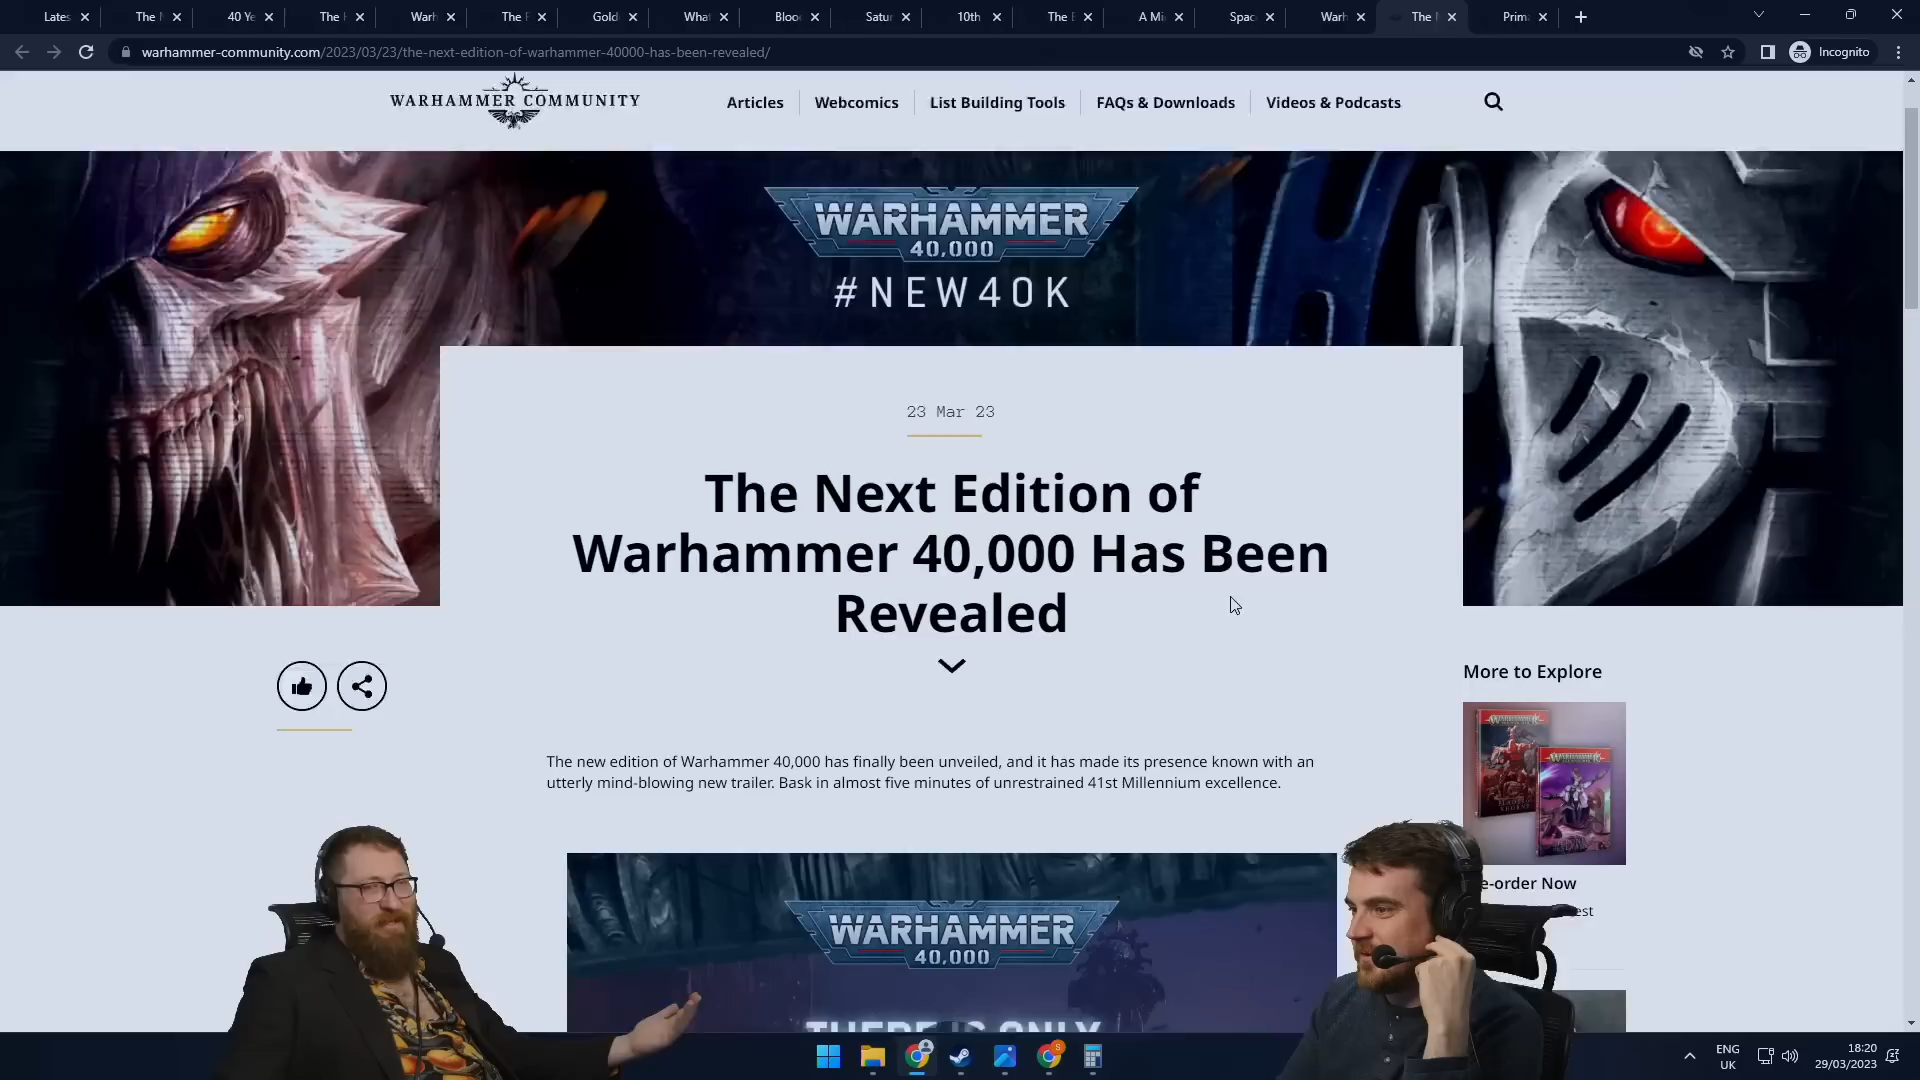 Lates
The M
40 Ye
The H
Warh
The F
Gold
What
Bloo
Satur
10th
The E
A Mi
Spac
Warh
The N
Prim
warhammer-community.com/2023/03/23/the-next-edition-of-warhammer-40000-has-been-revealed/
Incognito
WARHAMMER COMMUNITY
Articles
Webcomics
List Building Tools
FAQs & Downloads
Videos & Podcasts
WARHAMMER
40,000
#NEW40K
23 Mar 23
The Next Edition of
Warhammer 40,000 Has Been
Revealed
More to Explore
The new edition of Warhammer 40,000 has finally been unveiled, and it has made its presence known with an
utterly mind-blowing new trailer. Bask in almost five minutes of unrestrained 41st Millennium excellence.
WARHAMMER
WARHAMMER
e-order Now
est
WARHAMMER
40,000
THERE IS ONLY
ENG
UK
18:20
29/03/2023